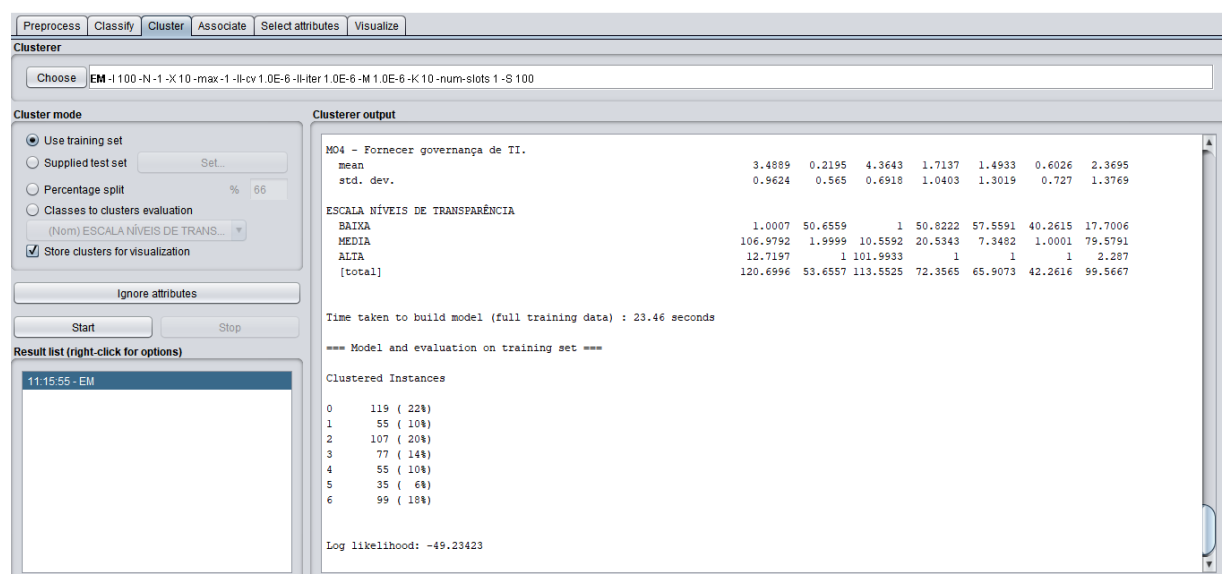 Preprocess Classify Cluster Associate Select attributes Visualize
Clusterer
Choose EM -I 100 -N -1 -X 10 -max -1 -ll-cv 1.0E-6 -ll-iter 1.0E-6 -M 1.0E-6 -K 10 -num-slots 1 -S 100
Cluster mode
Use training set
Supplied test set Set...
Percentage split % 66
Classes to clusters evaluation
(Nom) ESCALA NÍVEIS DE TRANS...
Store clusters for visualization
Ignore attributes
Start Stop
Result list (right-click for options)
11:15:55 - EM
Clusterer output
MO4 - Fornecer governança de TI.
mean 3.4889 0.2195 4.3643 1.7137 1.4933 0.6026 2.3695
std. dev. 0.9624 0.565 0.6918 1.0403 1.3019 0.727 1.3769
ESCALA NÍVEIS DE TRANSPARÊNCIA
BAIXA 1.0007 50.6559 1 50.8222 57.5591 40.2615 17.7006
MEDIA 106.9792 1.9999 10.5592 20.5343 7.3482 1.0001 79.5791
ALTA 12.7197 1 101.9933 1 1 1 2.287
[total] 120.6996 53.6557 113.5525 72.3565 65.9073 42.2616 99.5667
Time taken to build model (full training data) : 23.46 seconds
=== Model and evaluation on training set ===
Clustered Instances
0 119 ( 22%)
1 55 ( 10%)
2 107 ( 20%)
3 77 ( 14%)
4 55 ( 10%)
5 35 ( 6%)
6 99 ( 18%)
Log likelihood: -49.23423